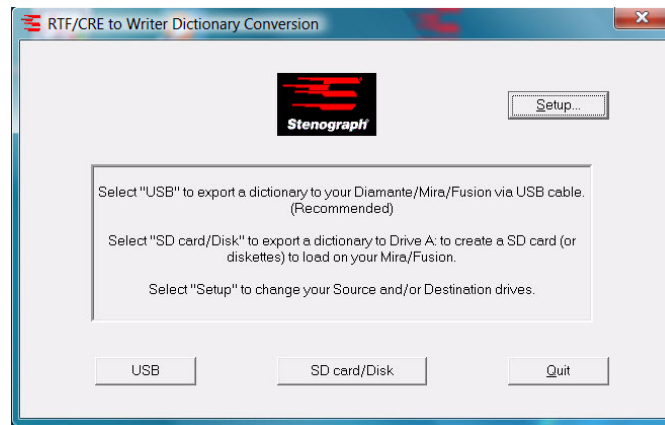 RTF/CRE to Writer Dictionary Conversion
Stenograph
Setup...
Select "USB" to export a dictionary to your Diamante/Mira/Fusion via USB cable.
(Recommended)
Select "SD card/Disk" to export a dictionary to Drive A: to create a SD card (or
diskettes) to load on your Mira/Fusion.
Select "Setup" to change your Source and/or Destination drives.
USB
SD card/Disk
Quit